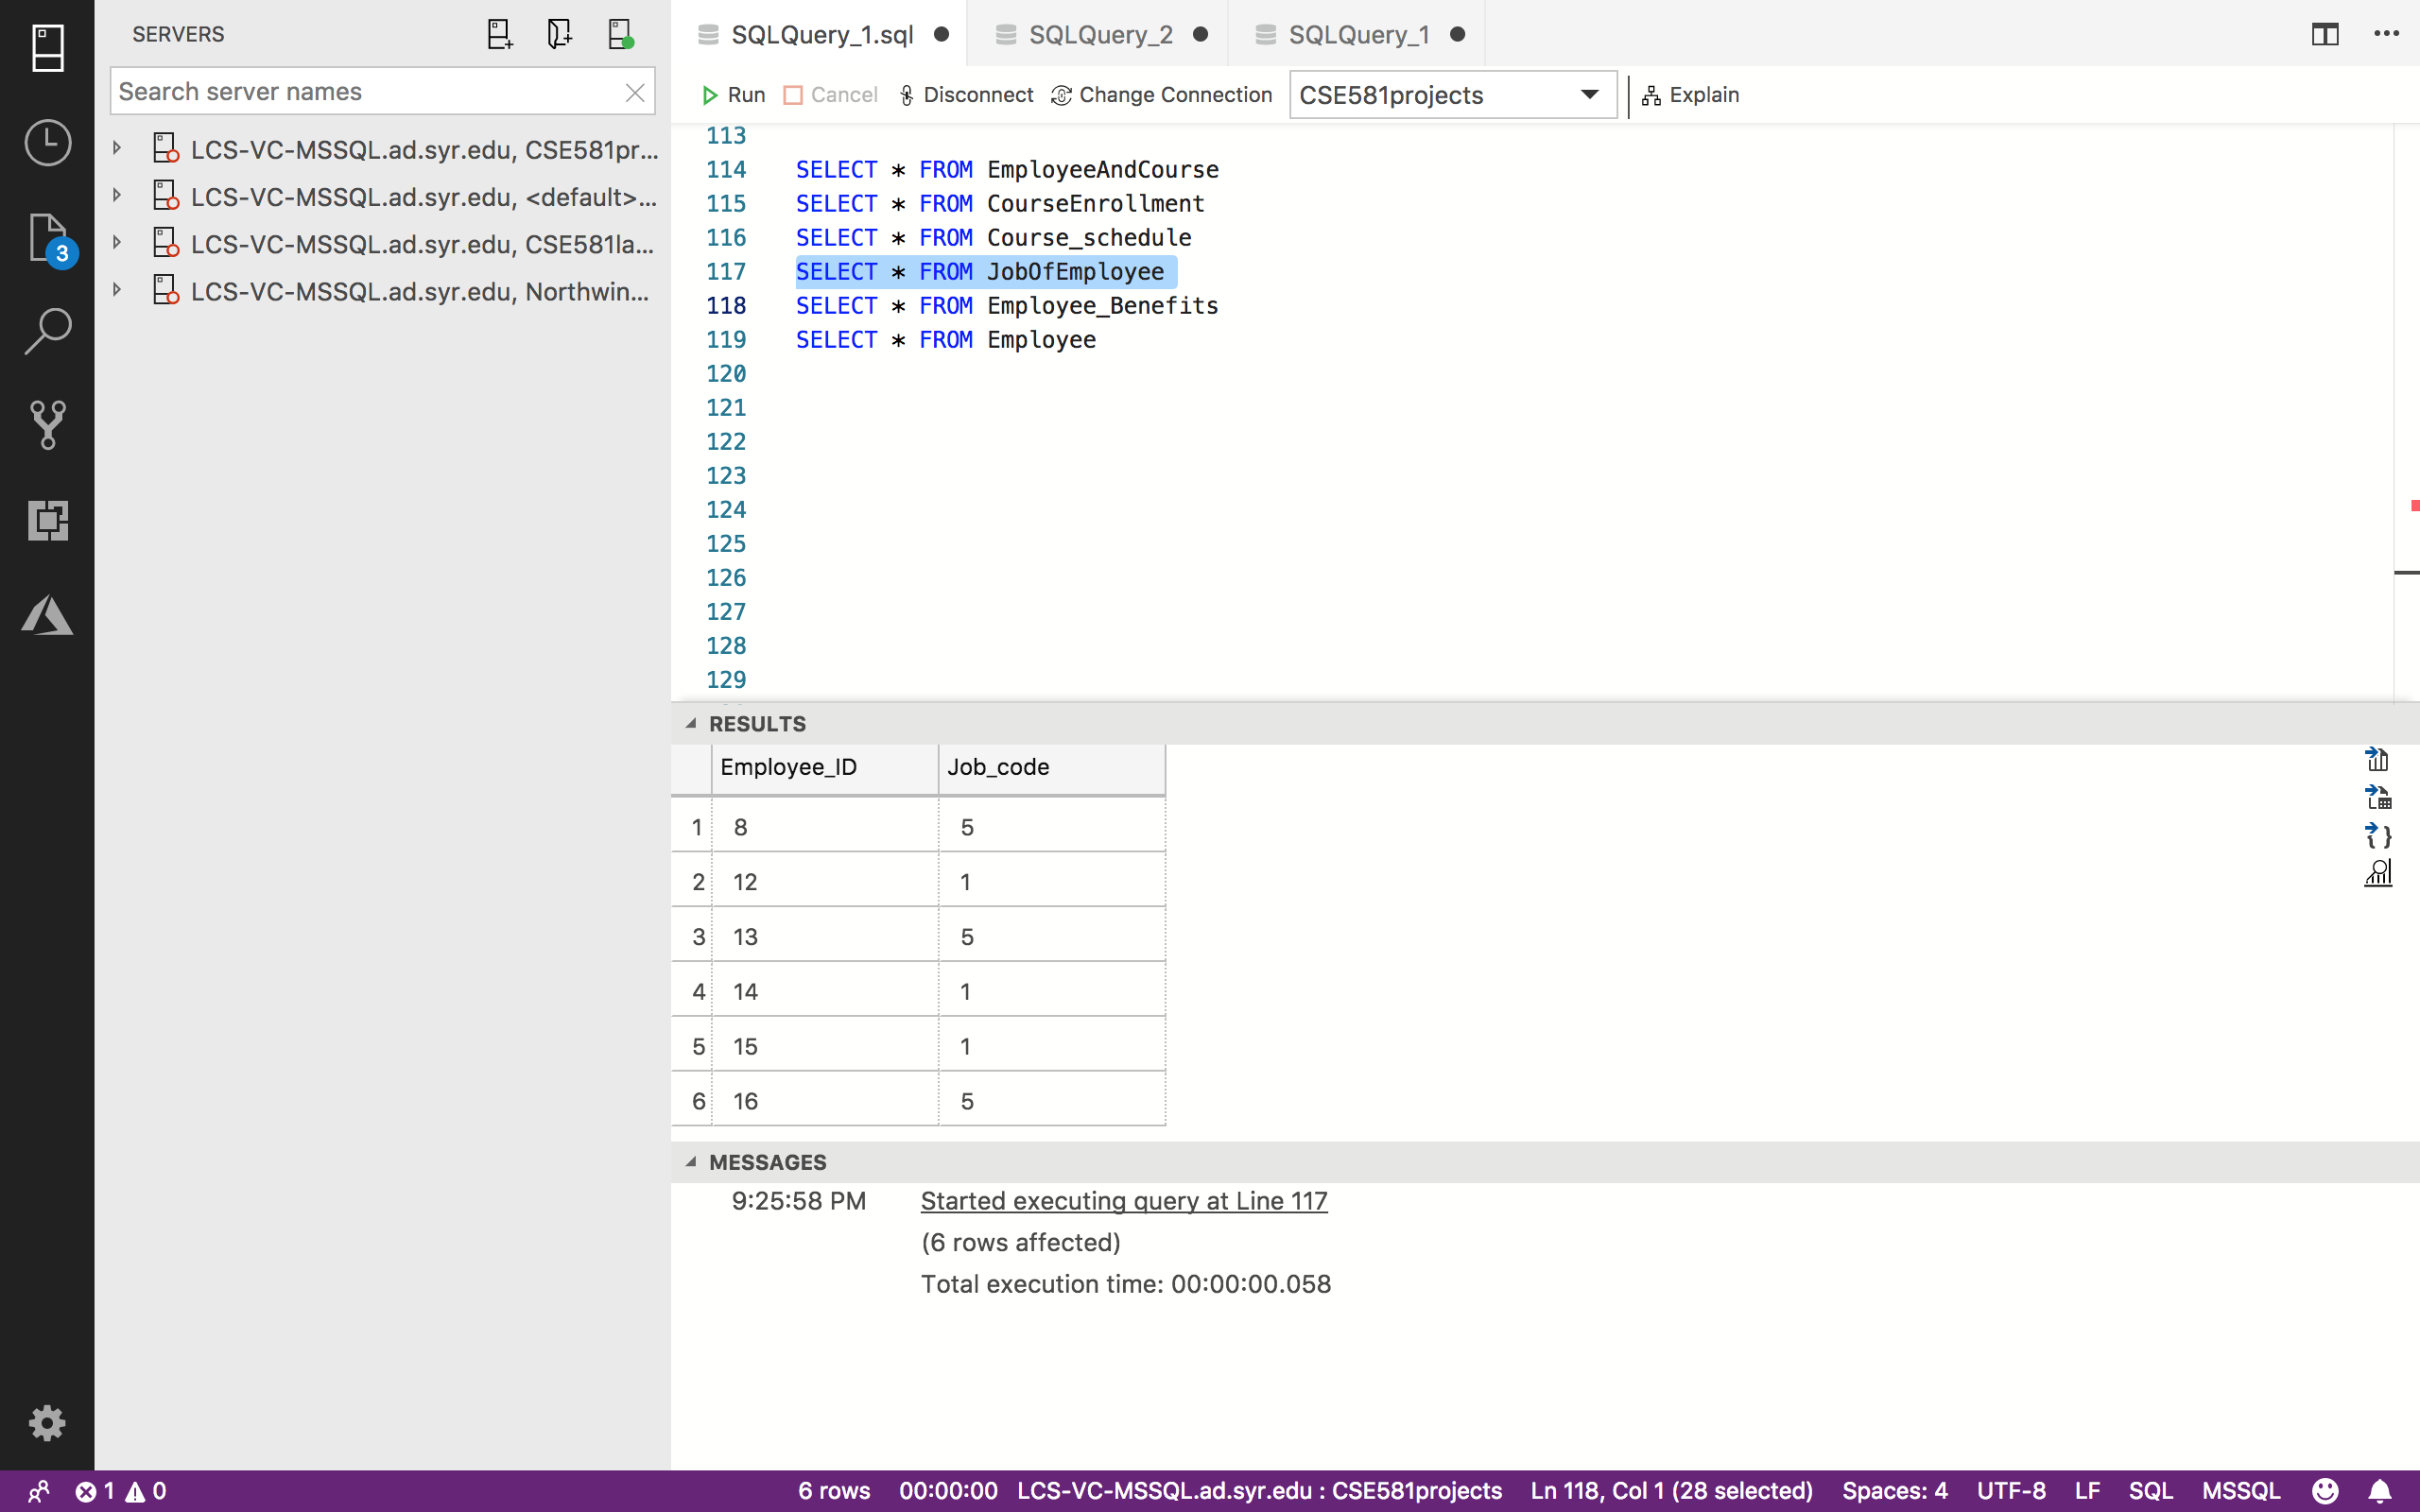 SERVERS
Search server names
LCS-VC-MSSQL.ad.syr.edu, CSE581pr...
LCS-VC-MSSQL.ad.syr.edu, <default>...
LCS-VC-MSSQL.ad.syr.edu, CSE581la...
LCS-VC-MSSQL.ad.syr.edu, Northwin...
3
SQLQuery_1.sql SQLQuery_2 SQLQuery_1
Run Cancel Disconnect Change Connection CSE581projects Explain
113
114 SELECT * FROM EmployeeAndCourse
115 SELECT * FROM CourseEnrollment
116 SELECT * FROM Course_schedule
117 SELECT * FROM JobOfEmployee
118 SELECT * FROM Employee_Benefits
119 SELECT * FROM Employee
120
121
122
123
124
125
126
127
128
129
RESULTS
Employee_ID Job_code
1 8 5
2 12 1
3 13 5
4 14 1
5 15 1
6 16 5
MESSAGES
9:25:58 PM Started executing query at Line 117
(6 rows affected)
Total execution time: 00:00:00.058
1 0 6 rows 00:00:00 LCS-VC-MSSQL.ad.syr.edu : CSE581projects Ln 118, Col 1 (28 selected) Spaces: 4 UTF-8 LF SQL MSSQL